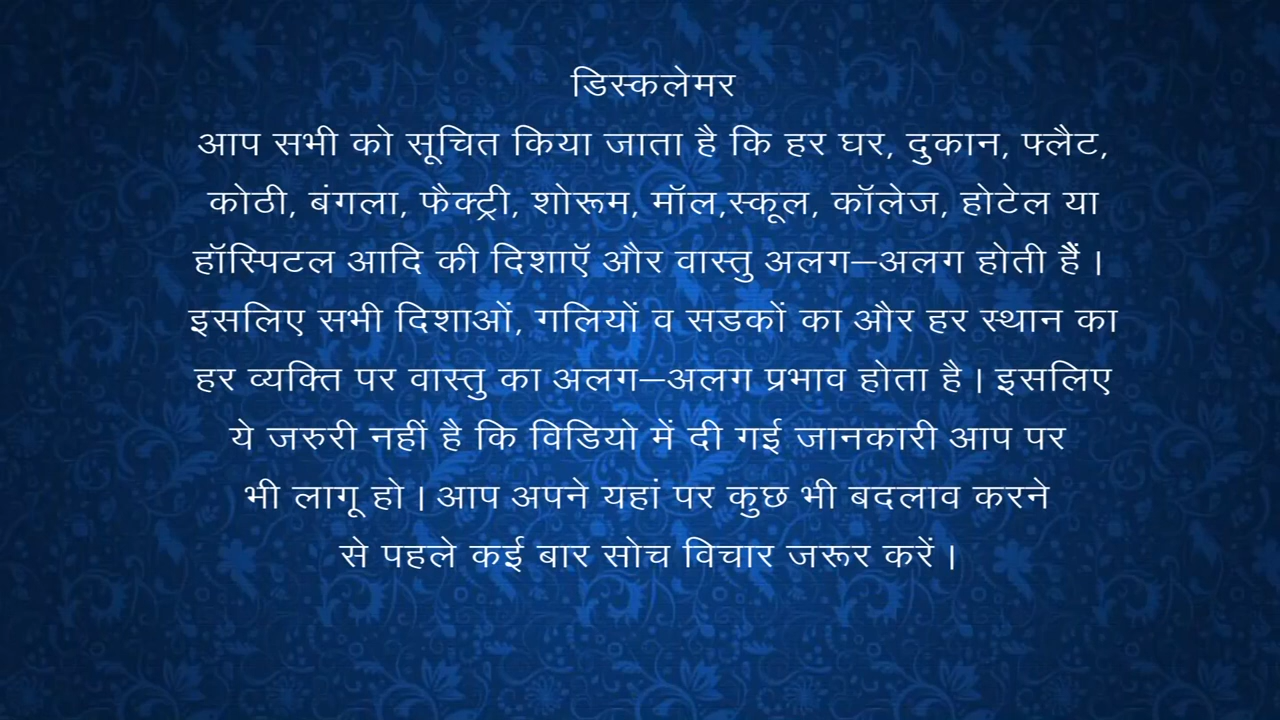 डिस्कलेमर
आप सभी को सूचित किया जाता है कि हर घर, दुकान, फ्लैट,
कोठी, बंगला, फैक्ट्री, शोरूम, मॉल,स्कूल, कॉलेज, होटेल या
हॉस्पिटल आदि की दिशाऍ और वास्तु अलग–अलग होती हैं ।
इसलिए सभी दिशाओं, गलियों व सडकों का और हर स्थान का
हर व्यक्ति पर वास्तु का अलग–अलग प्रभाव होता है । इसलिए
ये जरुरी नहीं है कि विडियो में दी गई जानकारी आप पर
भी लागू हो । आप अपने यहां पर कुछ भी बदलाव करने
से पहले कई बार सोच विचार जरूर करें ।